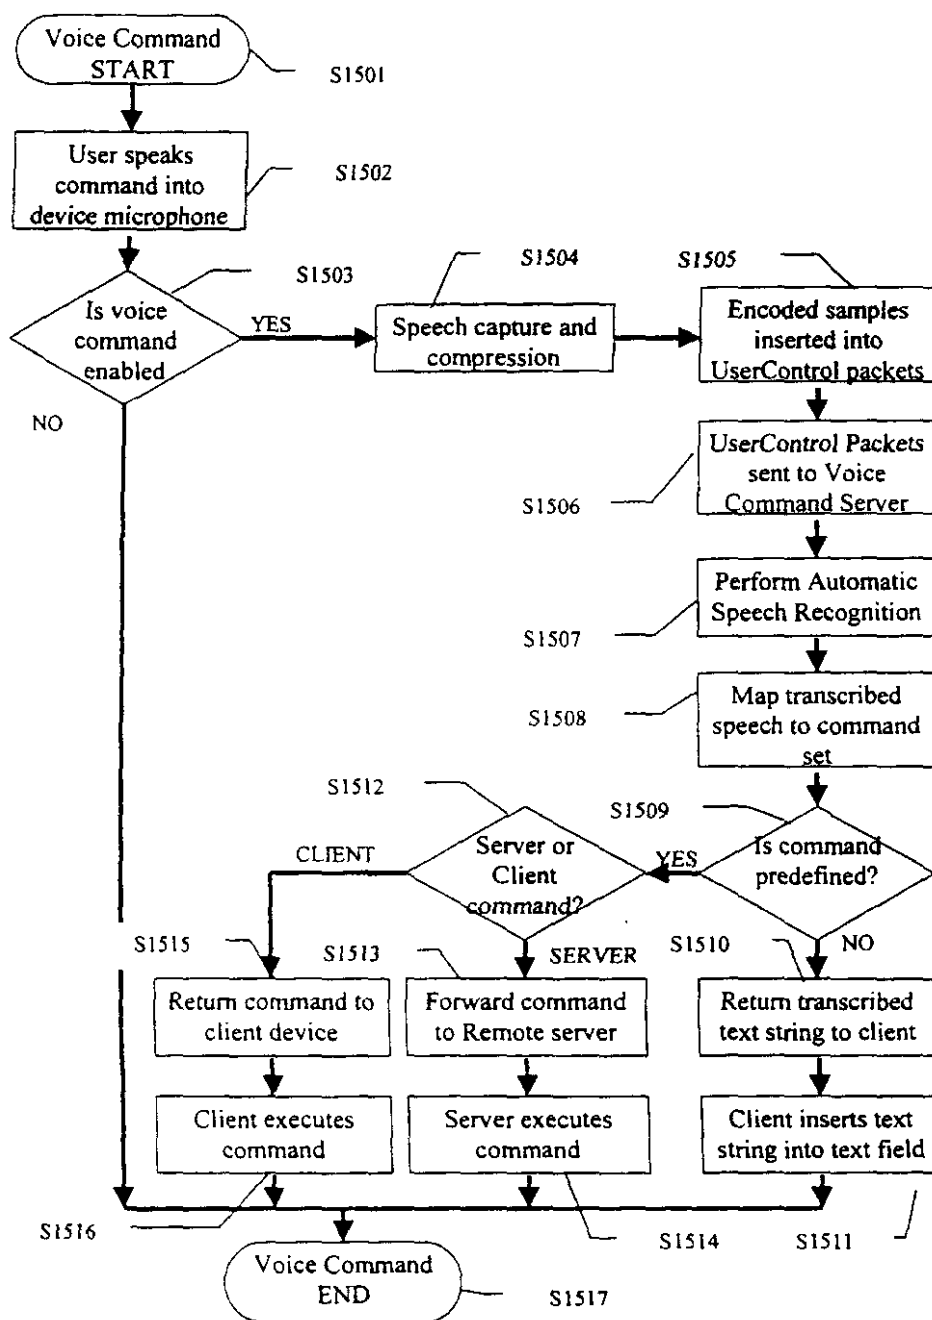 Voice Command
START
S1501
User speaks
command into
device microphone
S1502
S1503
Is voice
command
enabled
YES
NO
S1504
Speech capture and
compression
S1505
Encoded samples
inserted into
UserControl packets
UserControl Packets
sent to Voice
Command Server
S1506
Perform Automatic
Speech Recognition
S1507
Map transcribed
speech to command
set
S1508
S1509
Is command
predefined?
YES
NO
S1512
Server or
Client
command?
CLIENT
SERVER
S1515
Return command to
client device
S1513
Forward command
to Remote server
S1510
Return transcribed
text string to client
Client executes
command
Server executes
command
Client inserts text
string into text field
S1516
S1514
S1511
Voice Command
END
S1517